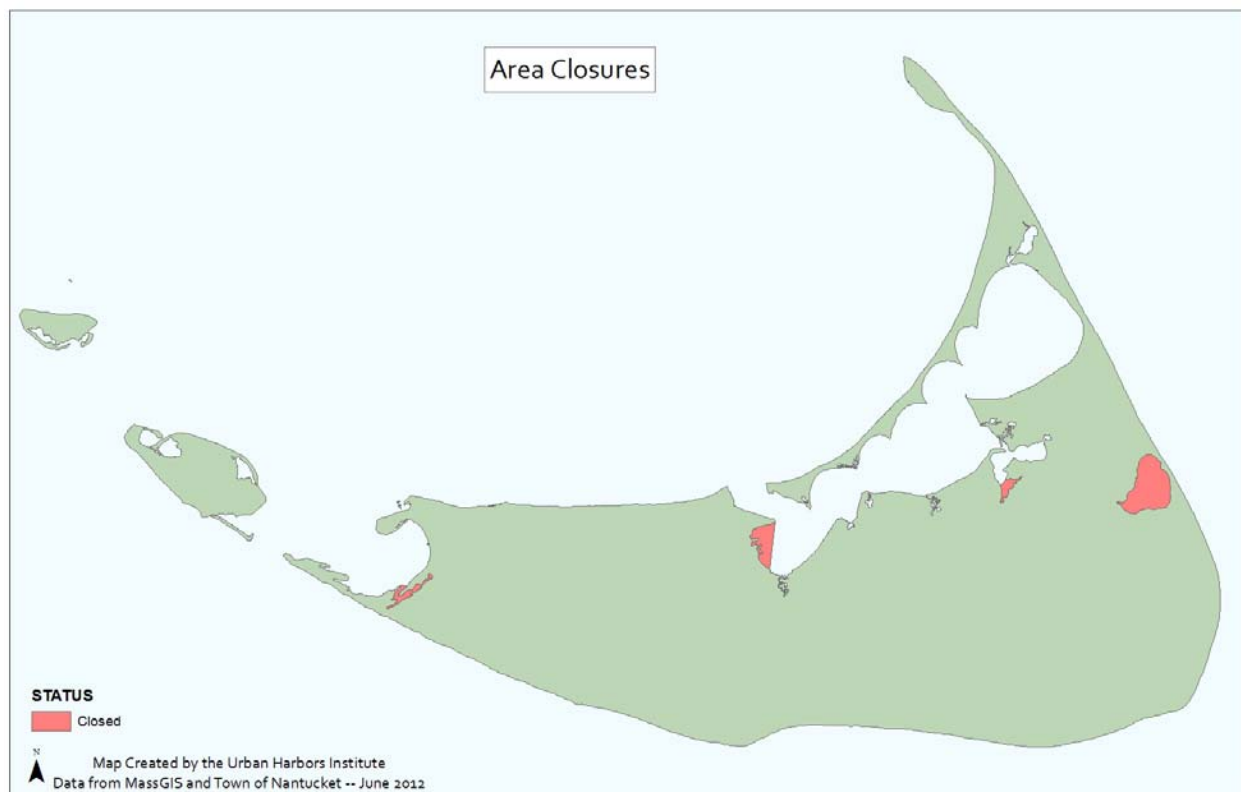 Area Closures
STATUS
Closed
N
Map Created by the Urban Harbors Institute
Data from MassGIS and Town of Nantucket -- June 2012